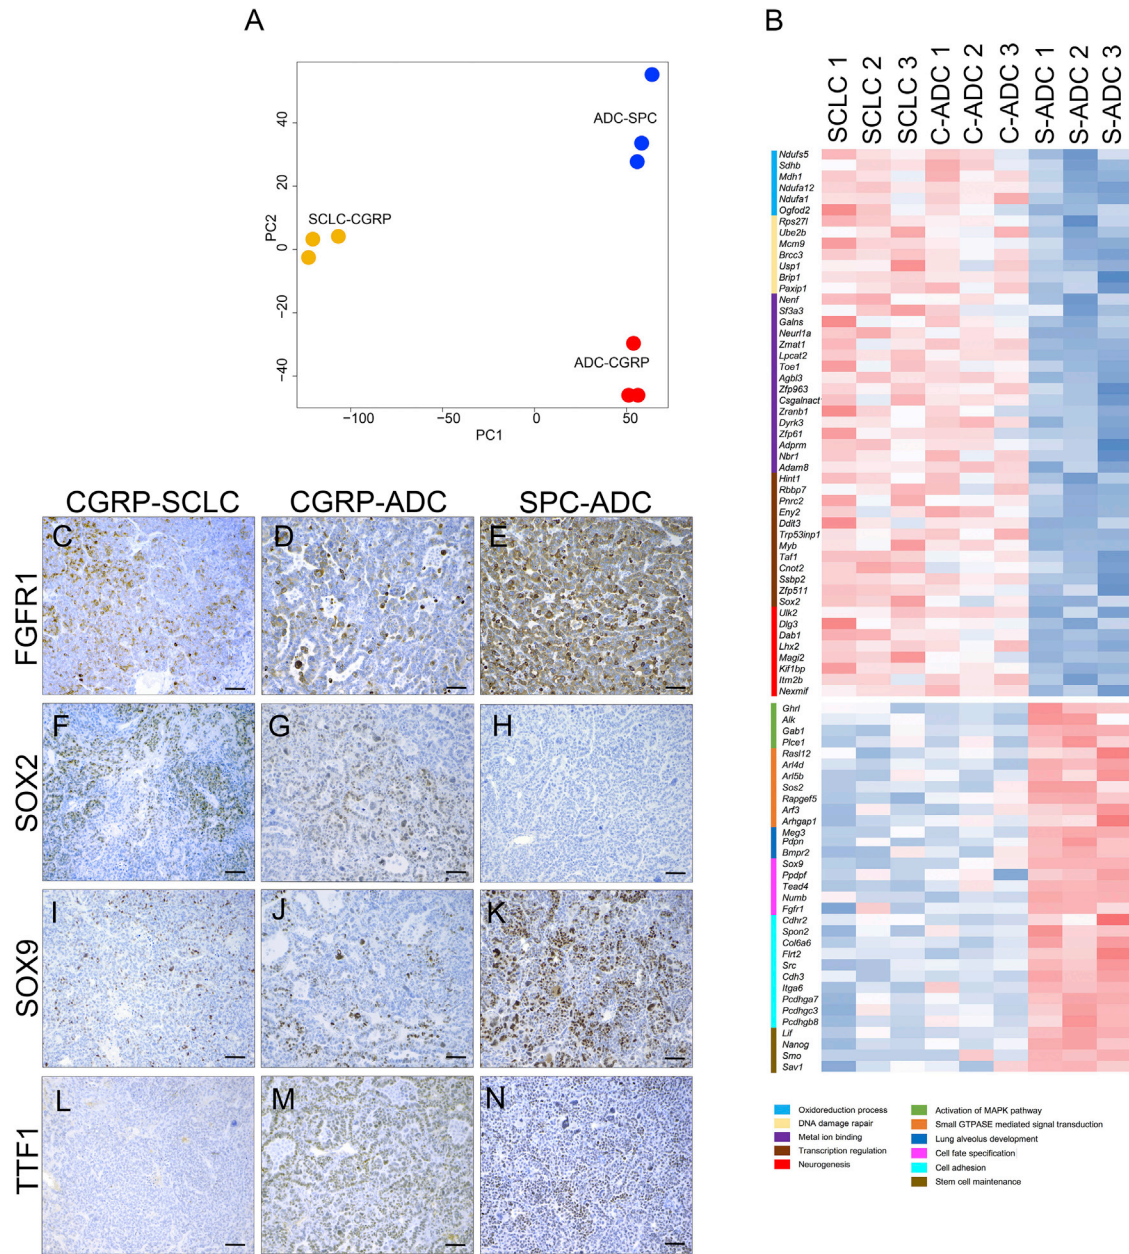 A
B
ADC-SPC
SCLC-CGRP
ADC-CGRP
PC2
40
20
0
−20
−40
−100
−50
0
50
PC1
SCLC 1
SCLC 2
SCLC 3
C-ADC 1
C-ADC 2
C-ADC 3
S-ADC 1
S-ADC 2
S-ADC 3
Ndufs5
Sdhb
Mdh1
Ndufa12
Ndufa1
Ogfod2
Rps27l
Ube2b
Mcm9
Brcc3
Usp1
Brip1
Paxip1
Nenf
Sf3a3
Galns
Neurl1a
Zmat1
Lpcat2
Toe1
Agbl3
Zfp963
Csgalnact
Zranb1
Dyrk3
Zfp61
Adprm
Nbr1
Adam8
Hint1
Rbbp7
Pnrc2
Eny2
Ddit3
Trp53inp1
Myb
Taf1
Cnot2
Ssbp2
Zfp511
Sox2
Ulk2
Dlg3
Dab1
Lhx2
Magi2
Kif1bp
Itm2b
Nexmif
Ghrl
Alk
Gab1
Plce1
Rasl12
Arl4d
Arl5b
Sos2
Rapgef5
Arf3
Arhgap1
Meg3
Pdpn
Bmpr2
Sox9
Ppdpf
Tead4
Numb
Fgfr1
Cdhr2
Spon2
Col6a6
Flrt2
Src
Cdh3
Itga6
Pcdhga7
Pcdhgc3
Pcdhgb8
Lif
Nanog
Smo
Sav1
Oxidoreduction process
DNA damage rapair
Metal ion binding
Transcription regulation
Neurogenesis
Activation of MAPK pathway
Small GTPASE mediated signal transduction
Lung alveolus development
Cell fate specification
Cell adhesion
Stem cell maintenance
CGRP-SCLC
CGRP-ADC
SPC-ADC
FGFR1
C
D
E
SOX2
F
G
H
SOX9
I
J
K
TTF1
L
M
N